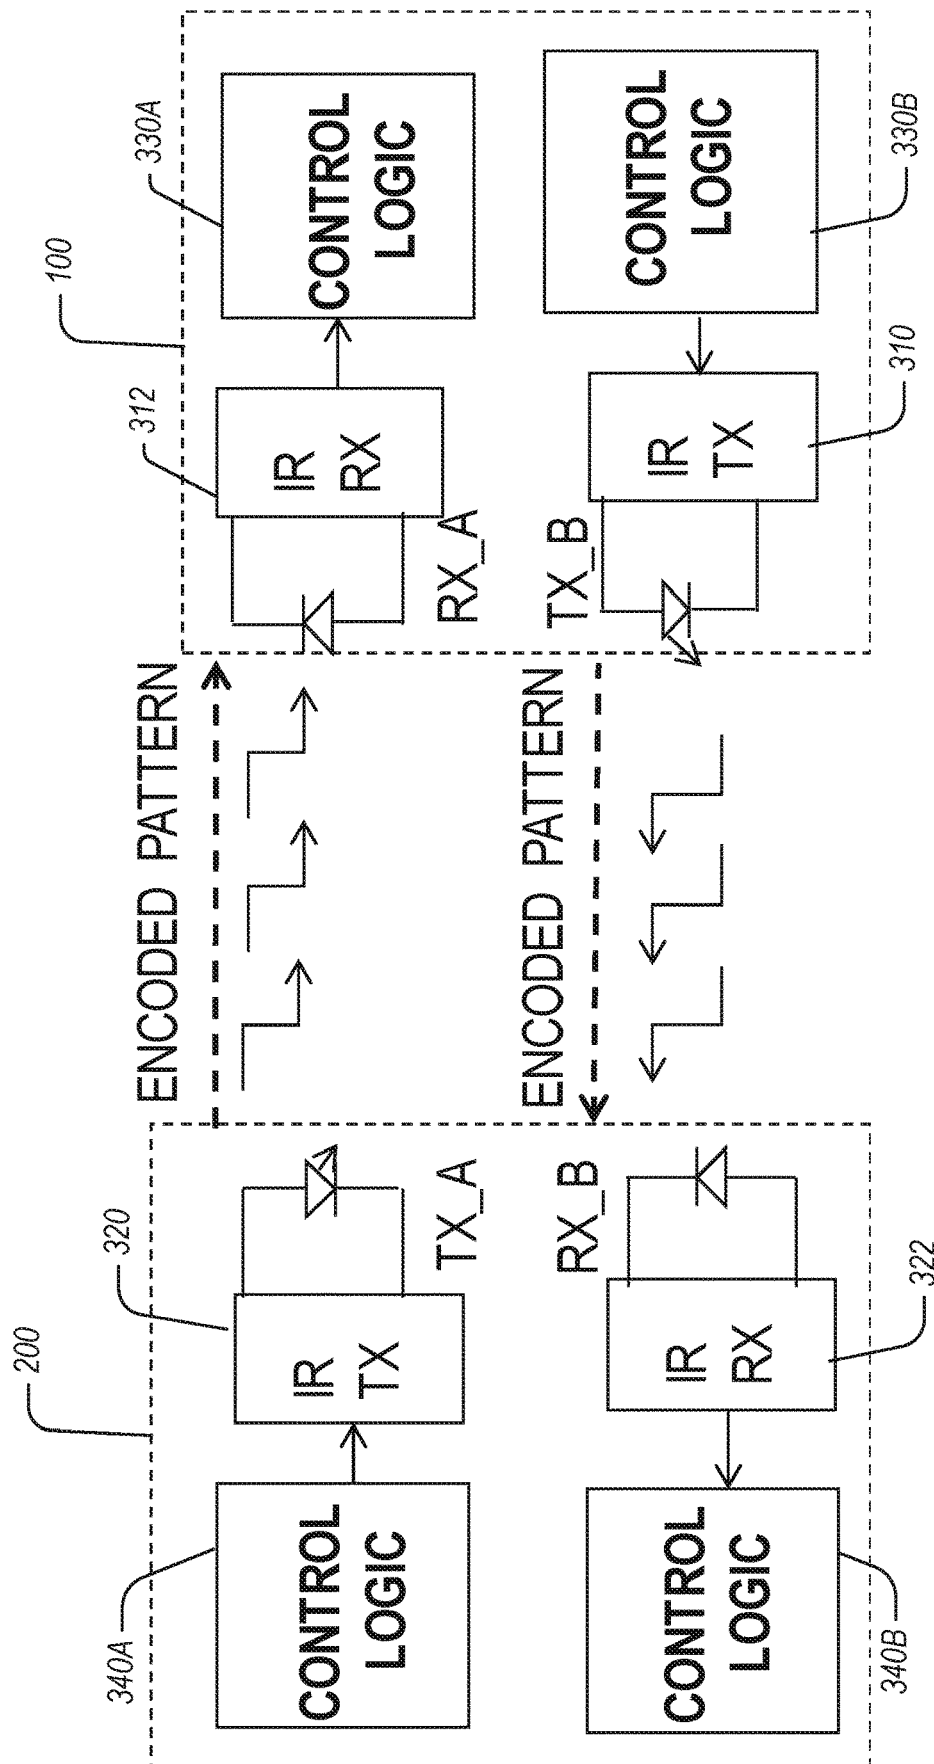 200
340A
CONTROL
LOGIC
320
IR
TX
TX_A
ENCODED PATTERN
100
312
IR
RX
RX_A
330A
CONTROL
LOGIC
340B
CONTROL
LOGIC
322
IR
RX
RX_B
ENCODED PATTERN
TX_B
310
IR
TX
330B
CONTROL
LOGIC